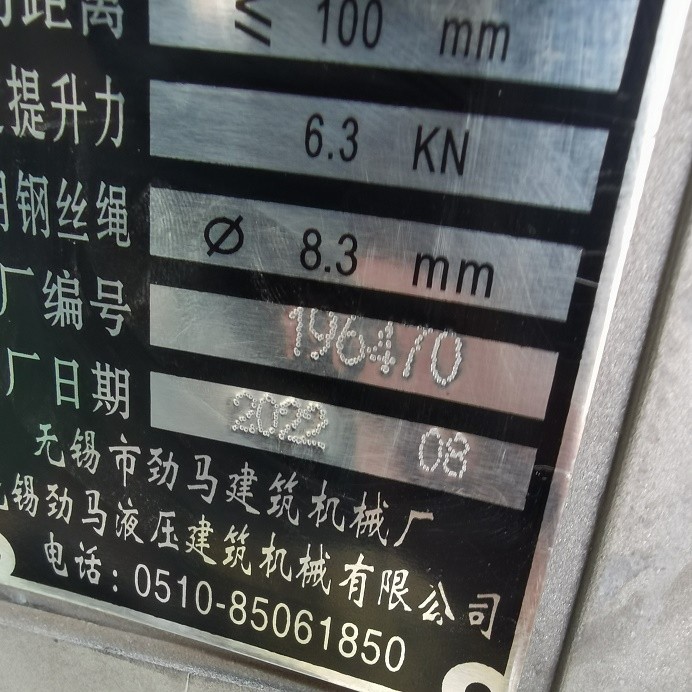 距离 ≤ 100 mm
提升力 6.3 KN
用钢丝绳 Ø 8.3 mm
厂编号 196470
厂日期 2022 08
无锡市劲马建筑机械厂
无锡劲马液压建筑机械有限公司
电话：0510-85061850